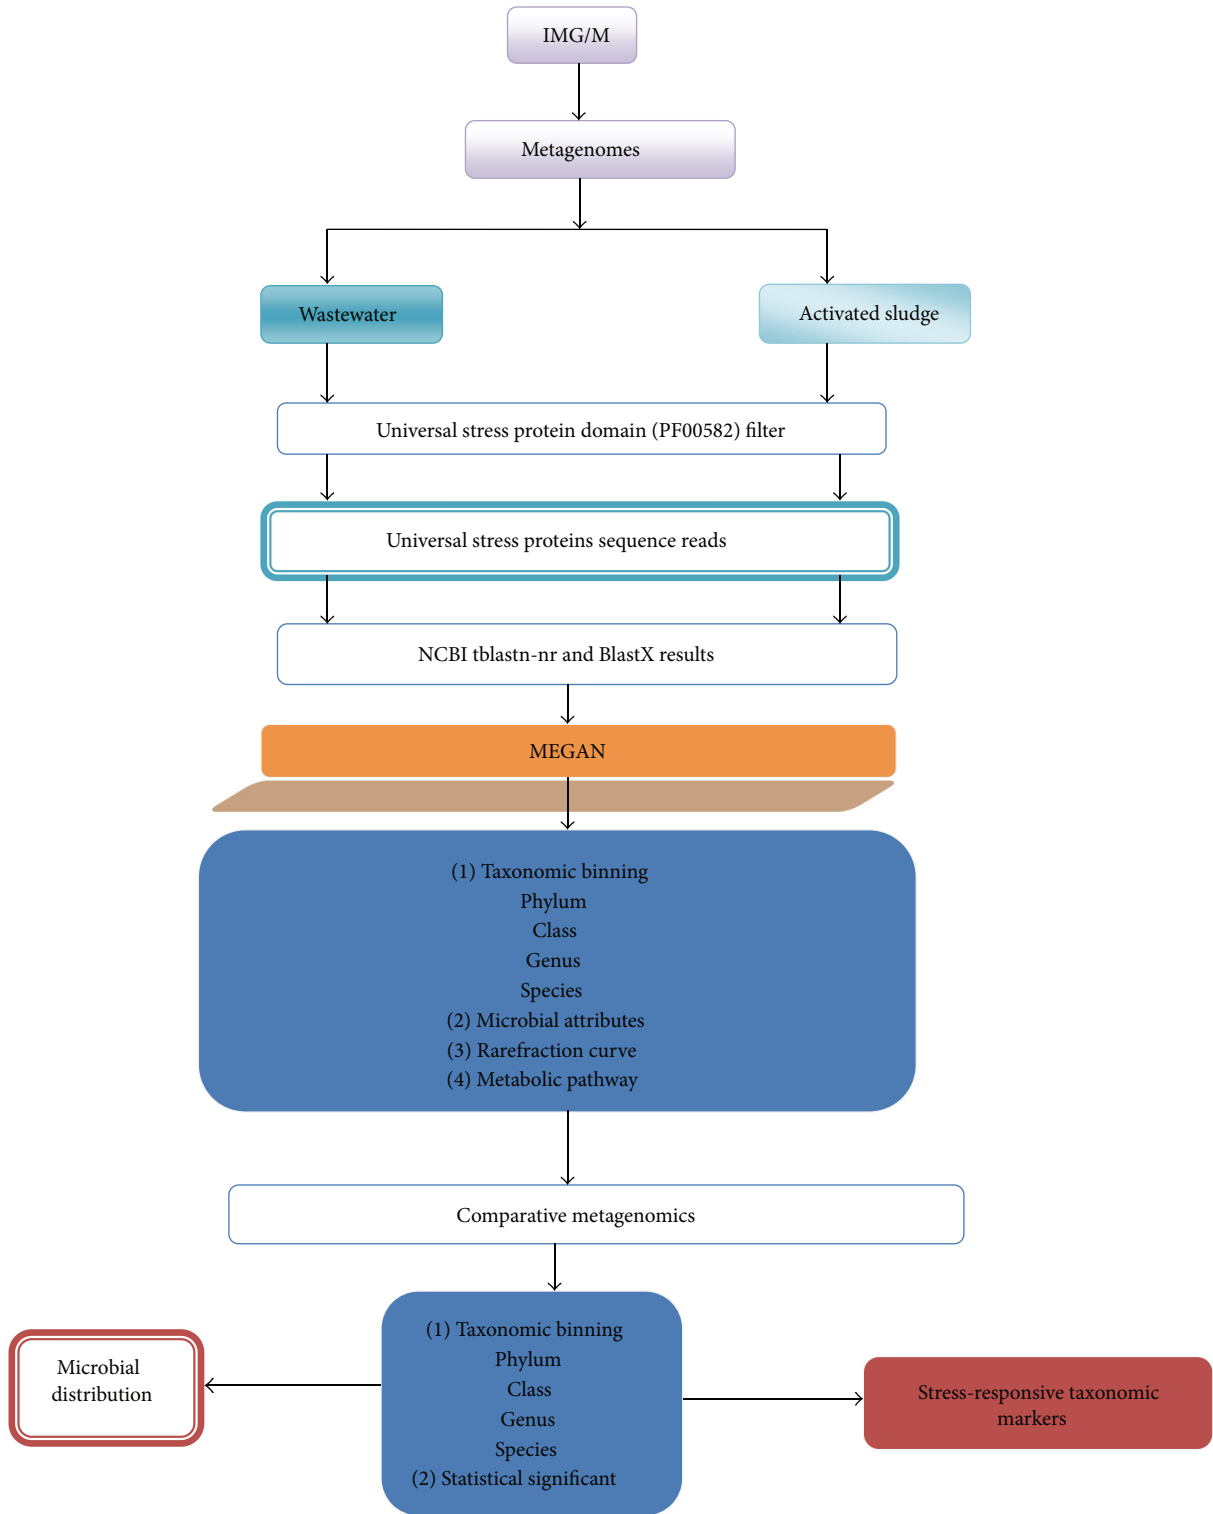 IMG/M
Metagenomes
Wastewater
Activated sludge
Universal stress protein domain (PF00582) filter
Universal stress proteins sequence reads
NCBI tblastn-nr and BlastX results
MEGAN
(1) Taxonomic binning
Phylum
Class
Genus
Species
(2) Microbial attributes
(3) Rarefraction curve
(4) Metabolic pathway
Comparative metagenomics
(1) Taxonomic binning
Phylum
Class
Genus
Species
(2) Statistical significant
Microbial
distribution
Stress-responsive taxonomic
markers